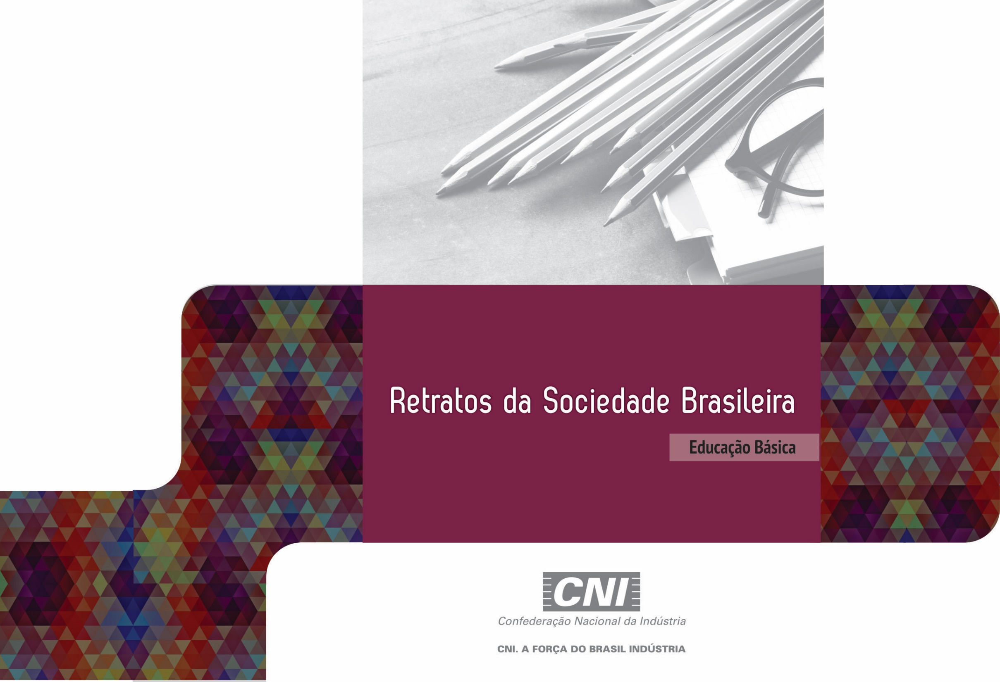 Retratos da Sociedade Brasileira
Educação Básica
CNI
Confederação Nacional da Indústria
CNI. A FORÇA DO BRASIL INDÚSTRIA